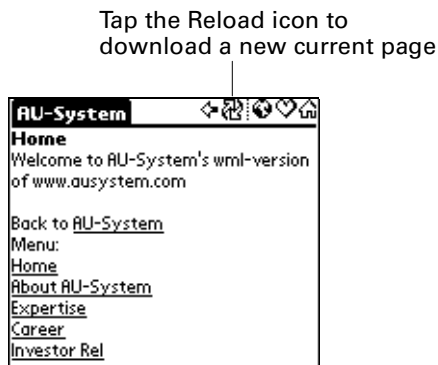 Tap the Reload icon to
download a new current page
AU-System
Home
Welcome to AU-System's wml-version
of www.ausystem.com
Back to AU-System
Menu:
Home
About AU-System
Expertise
Career
Investor Rel